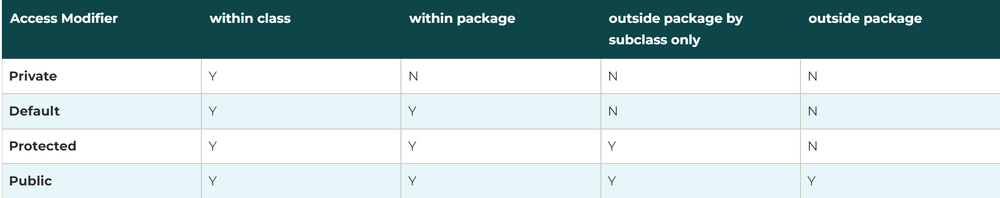 Access Modifier within class within package outside package by subclass only outside package
Private Y N N N
Default Y Y N N
Protected Y Y Y N
Public Y Y Y Y